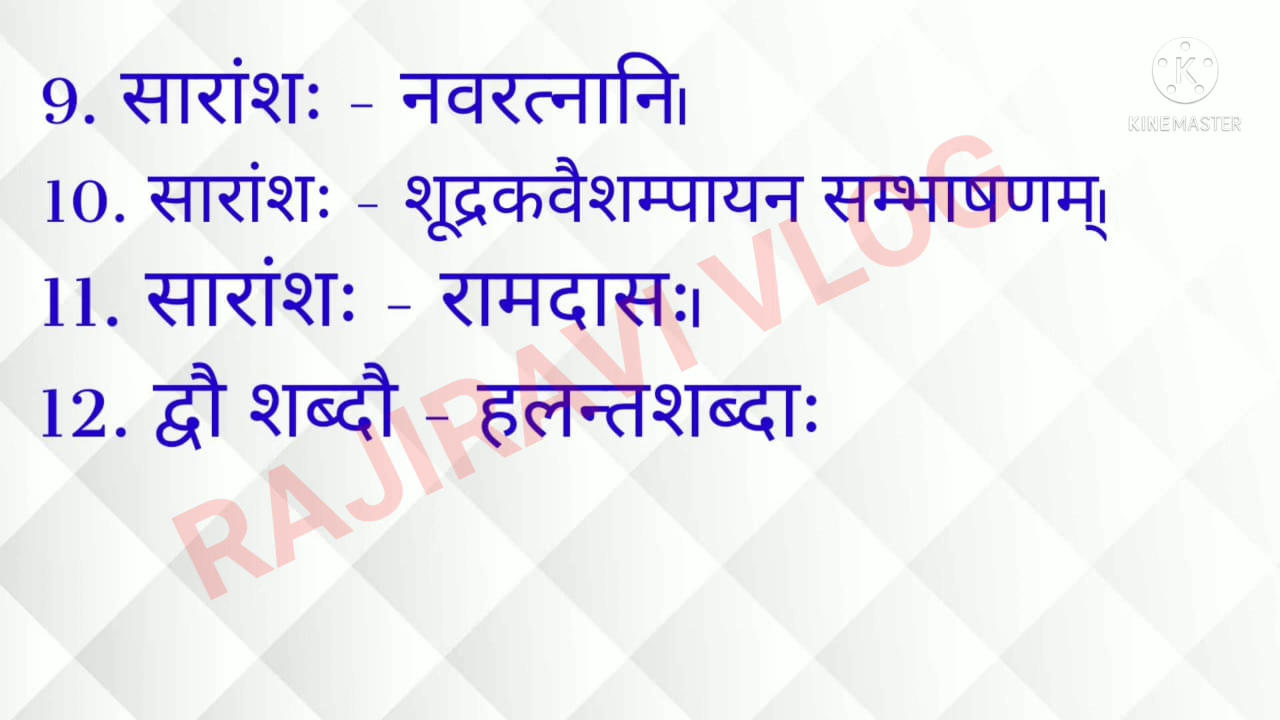 9. सारांशः - नवरत्नानि।
K
KINEMASTER
10. सारांशः - शूद्रकवैशम्पायन सम्भाषणम्।
11. सारांशः - रामदासः।
12. द्वौ शब्दौ - हलन्तशब्दाः
RAJIRAVI VLOG